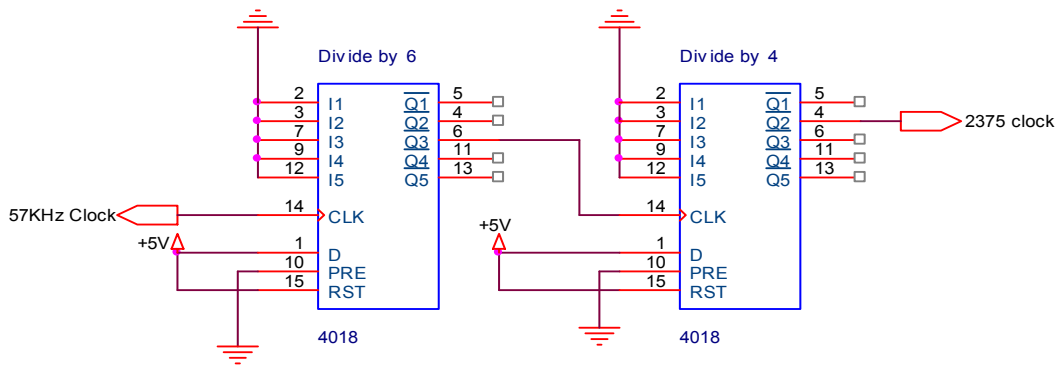 Divide by 6
2 I1 Q1 5
3 I2 Q2 4
7 I3 Q3 6
9 I4 Q4 11
12 I5 Q5 13
57KHz Clock
14 CLK
+5V
1 D
10 PRE
15 RST
4018
Divide by 4
2 I1 Q1 5
3 I2 Q2 4
2375 clock
7 I3 Q3 6
9 I4 Q4 11
12 I5 Q5 13
14 CLK
+5V
1 D
10 PRE
15 RST
4018